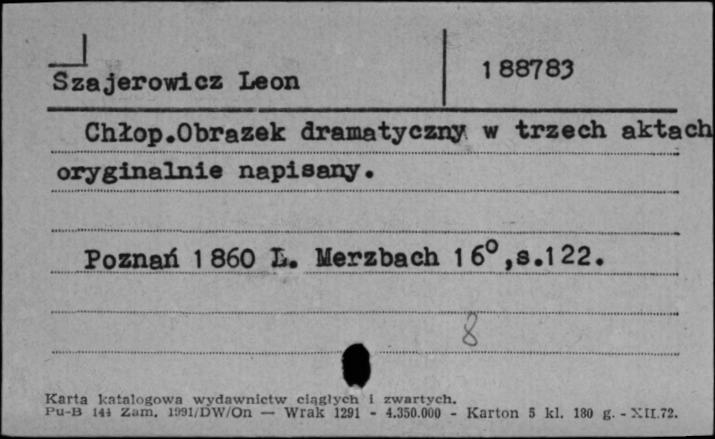 Szajerowicz Leon
188783
Chłop.Obrazek dramatyczny w trzech aktach
oryginalnie napisany.
Poznań 1860 L. Merzbach 16⁰,s.122.
8
Karta katalogowa wydawnictw ciągłych i zwartych.
Pu-B 144 Zam. 1991/DW/On — Wrak 1291 - 4.350.000 - Karton 5 kl. 180 g. - XII.72.